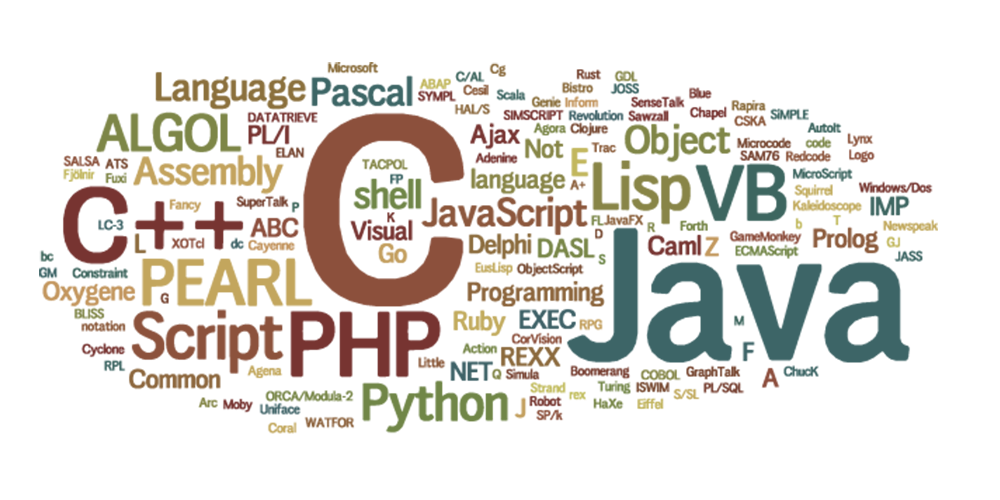 Microsoft
Language
Pascal
ABAP
SYMPL
C/AL
Cg
Cesil
Scala
HAL/S
Rust
Bistro
GDL
JOSS
Genie
Inform
SenseTalk
Blue
Chapel
Rapira
CSKA
SiMPLE
SIMSCRIPT
Revolution
Sawzall
ALGOL
DATATRIEVE
PL/I
ELAN
Ajax
Agora
Clojure
Not
Trac
Adenine
Object
AutoIt
code
Lynx
Microcode
SAM76
Redcode
Logo
SALSA
ATS
Fjölnir
Fuxi
Assembly
C
TACPOL
FP
shell
K
Visual
Go
language
E
A+
Lisp
VB
MicroScript
Squirrel
Kaleidoscope
Windows/Dos
IMP
C++
LC-3
Fancy
SuperTalk
P
ABC
L
XOTcl
dc
Cayenne
JavaScript
FL
JavaFX
R
Forth
b
T
Newspeak
GJ
JASS
D
Delphi
DASL
S
Caml
Z
GameMonkey
ECMAScript
Prolog
bc
GM
Constraint
Oxygene
PEARL
G
EusLisp
ObjectScript
Programming
Java
BLISS
notation
Script
PHP
Ruby
EXEC
RPG
M
F
CorVision
Action
REXX
Cyclone
RPL
Common
Agena
Little
NET
Q
Simula
Boomerang
COBOL
GraphTalk
A
ChucK
Strand
rex
Turing
ISWIM
S/SL
PL/SQL
Arc
Moby
ORCA/Modula-2
Uniface
Coral
WATFOR
Python
J
Robot
SP/k
HaXe
Eiffel